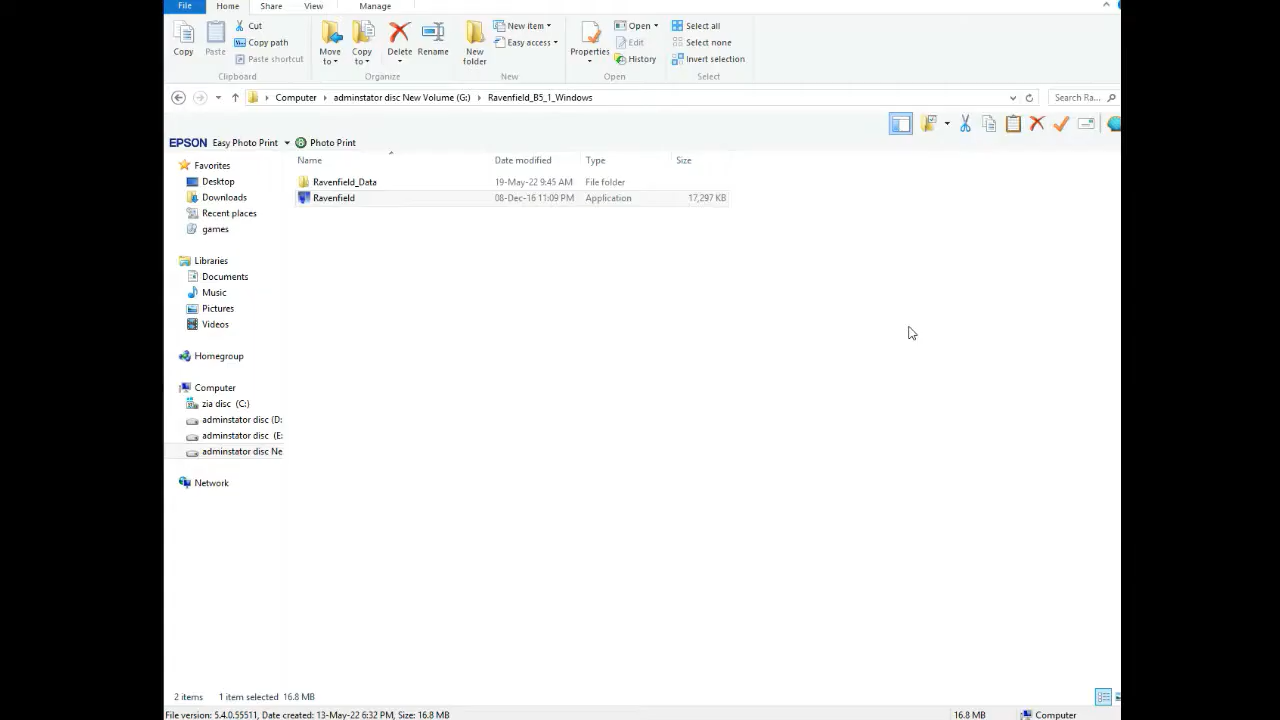 File Home Share View Manage
Cut
Copy path
Paste shortcut
Copy Paste
Clipboard
Move to Copy to Delete Rename
Organize
New folder
New item
Easy access
New
Properties
Open
Edit
History
Open
Select all
Select none
Invert selection
Select
Computer adminstator disc New Volume (G:) Ravenfield_B5_1_Windows
Search Ra...
EPSON Easy Photo Print Photo Print
Name Date modified Type Size
Ravenfield_Data 19-May-22 9:45 AM File folder
Ravenfield 08-Dec-16 11:09 PM Application 17,297 KB
Favorites
Desktop
Downloads
Recent places
games
Libraries
Documents
Music
Pictures
Videos
Homegroup
Computer
zia disc (C:)
adminstator disc (D:
adminstator disc (E:
adminstator disc Ne
Network
2 items 1 item selected 16.8 MB
File version: 5.4.0.55511, Date created: 13-May-22 6:32 PM, Size: 16.8 MB 16.8 MB Computer